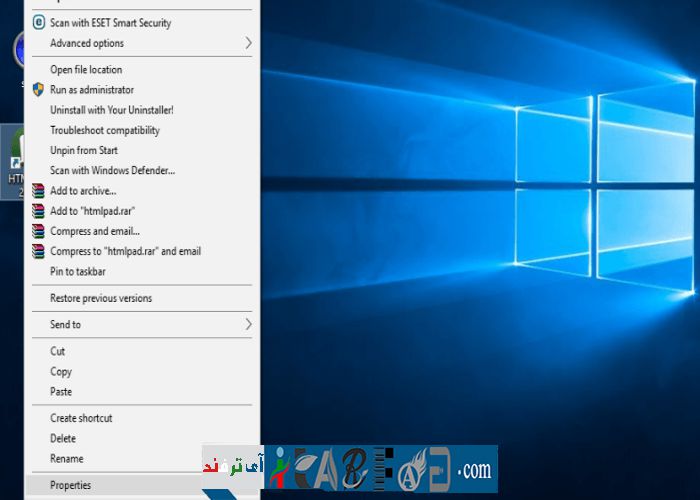 Scan with ESET Smart Security
Advanced options
Open file location
Run as administrator
Uninstall with Your Uninstaller!
Troubleshoot compatibility
Unpin from Start
Scan with Windows Defender...
Add to archive...
Add to "htmlpad.rar"
Compress and email...
Compress to "htmlpad.rar" and email
Pin to taskbar
Restore previous versions
Send to
Cut
Copy
Paste
Create shortcut
Delete
Rename
Properties
آی ترفند
.com